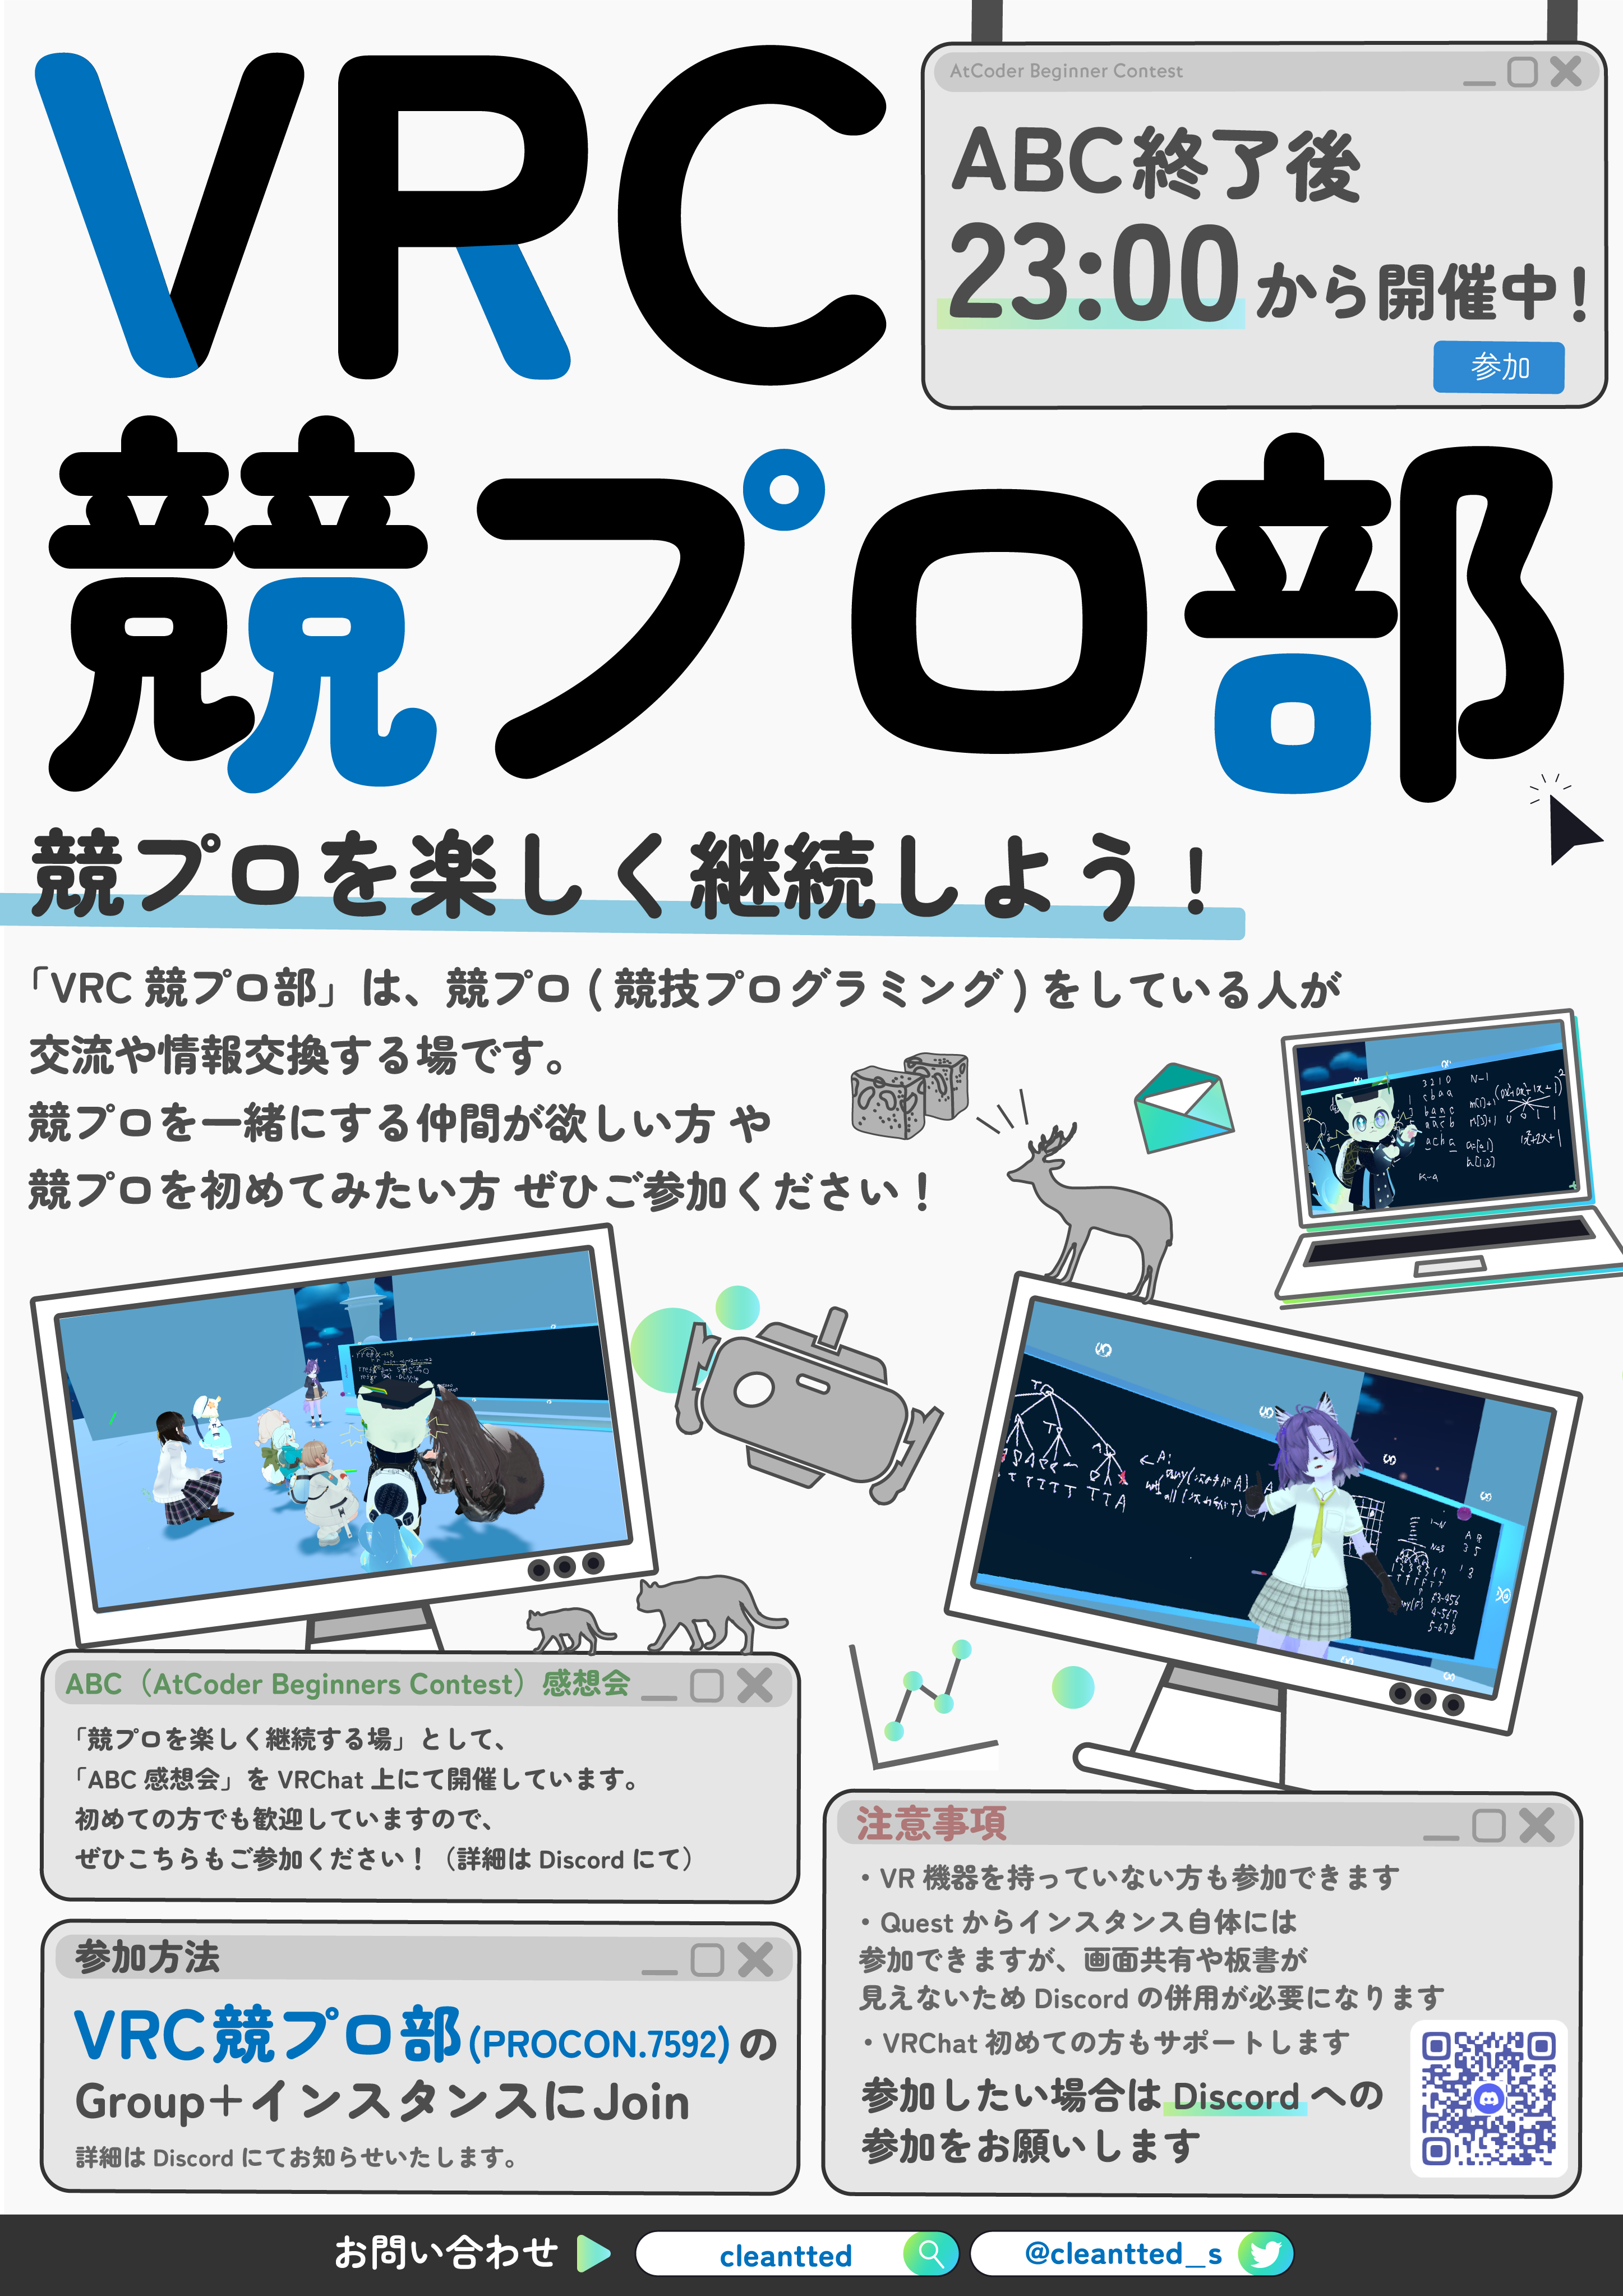 VRC
競プロ部
AtCoder Beginner Contest
ABC終了後
23:00から開催中!
参加
競プロを楽しく継続しよう!
「VRC 競プロ部」は、競プロ ( 競技プログラミング ) をしている人が
交流や情報交換する場です。
競プロを一緒にする仲間が欲しい方 や
競プロを初めてみたい方 ぜひご参加ください!
ABC（AtCoder Beginners Contest）感想会
「競プロを楽しく継続する場」として、
「ABC 感想会」を VRChat 上にて開催しています。
初めての方でも歓迎していますので、
ぜひこちらもご参加ください!（詳細は Discord にて）
参加方法
VRC競プロ部(PROCON.7592)の
Group+インスタンスにJoin
詳細は Discord にてお知らせいたします。
注意事項
・VR 機器を持っていない方も参加できます
・Quest からインスタンス自体には
参加できますが、画面共有や板書が
見えないため Discord の併用が必要になります
・VRChat 初めての方もサポートします
参加したい場合は Discord への
参加をお願いします
お問い合わせ
cleantted
@cleantted_s